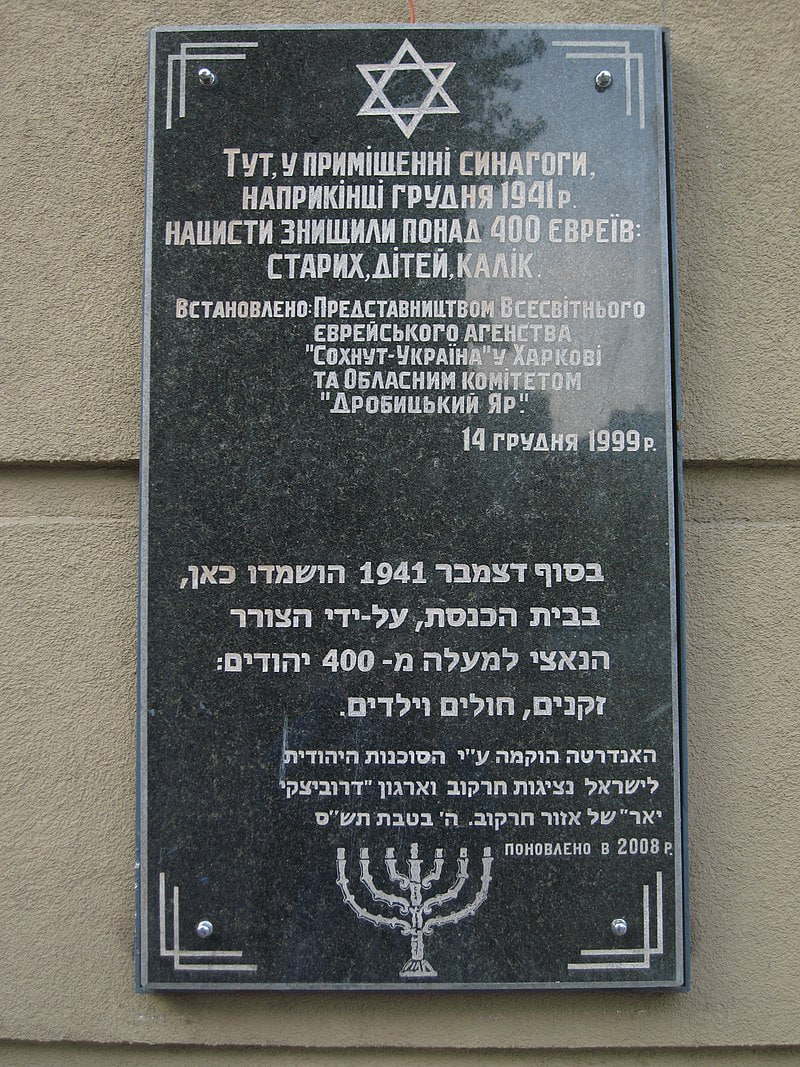 Тут, у приміщенні синагоги,
наприкінці грудня 1941 р.
нацисти знищили понад 400 євреїв:
старих, дітей, калік.
Встановлено: Представництвом Всесвітнього
єврейського агенства
"Сохнут-Україна" у Харкові
та Обласним комітетом
"Дробицький Яр".
14 грудня 1999 р.
בסוף דצמבר 1941 הושמדו כאן,
בבית הכנסת, על-ידי הצורר
הנאצי למעלה מ- 400 יהודים:
זקנים, חולים וילדים.
האנדרטה הוקמה ע"י הסוכנות היהודית
לישראל נציגות חרקוב וארגון "דרוביצקי
יאר" של אזור חרקוב. ה' בטבת תש"ס
поновлено в 2008 р.